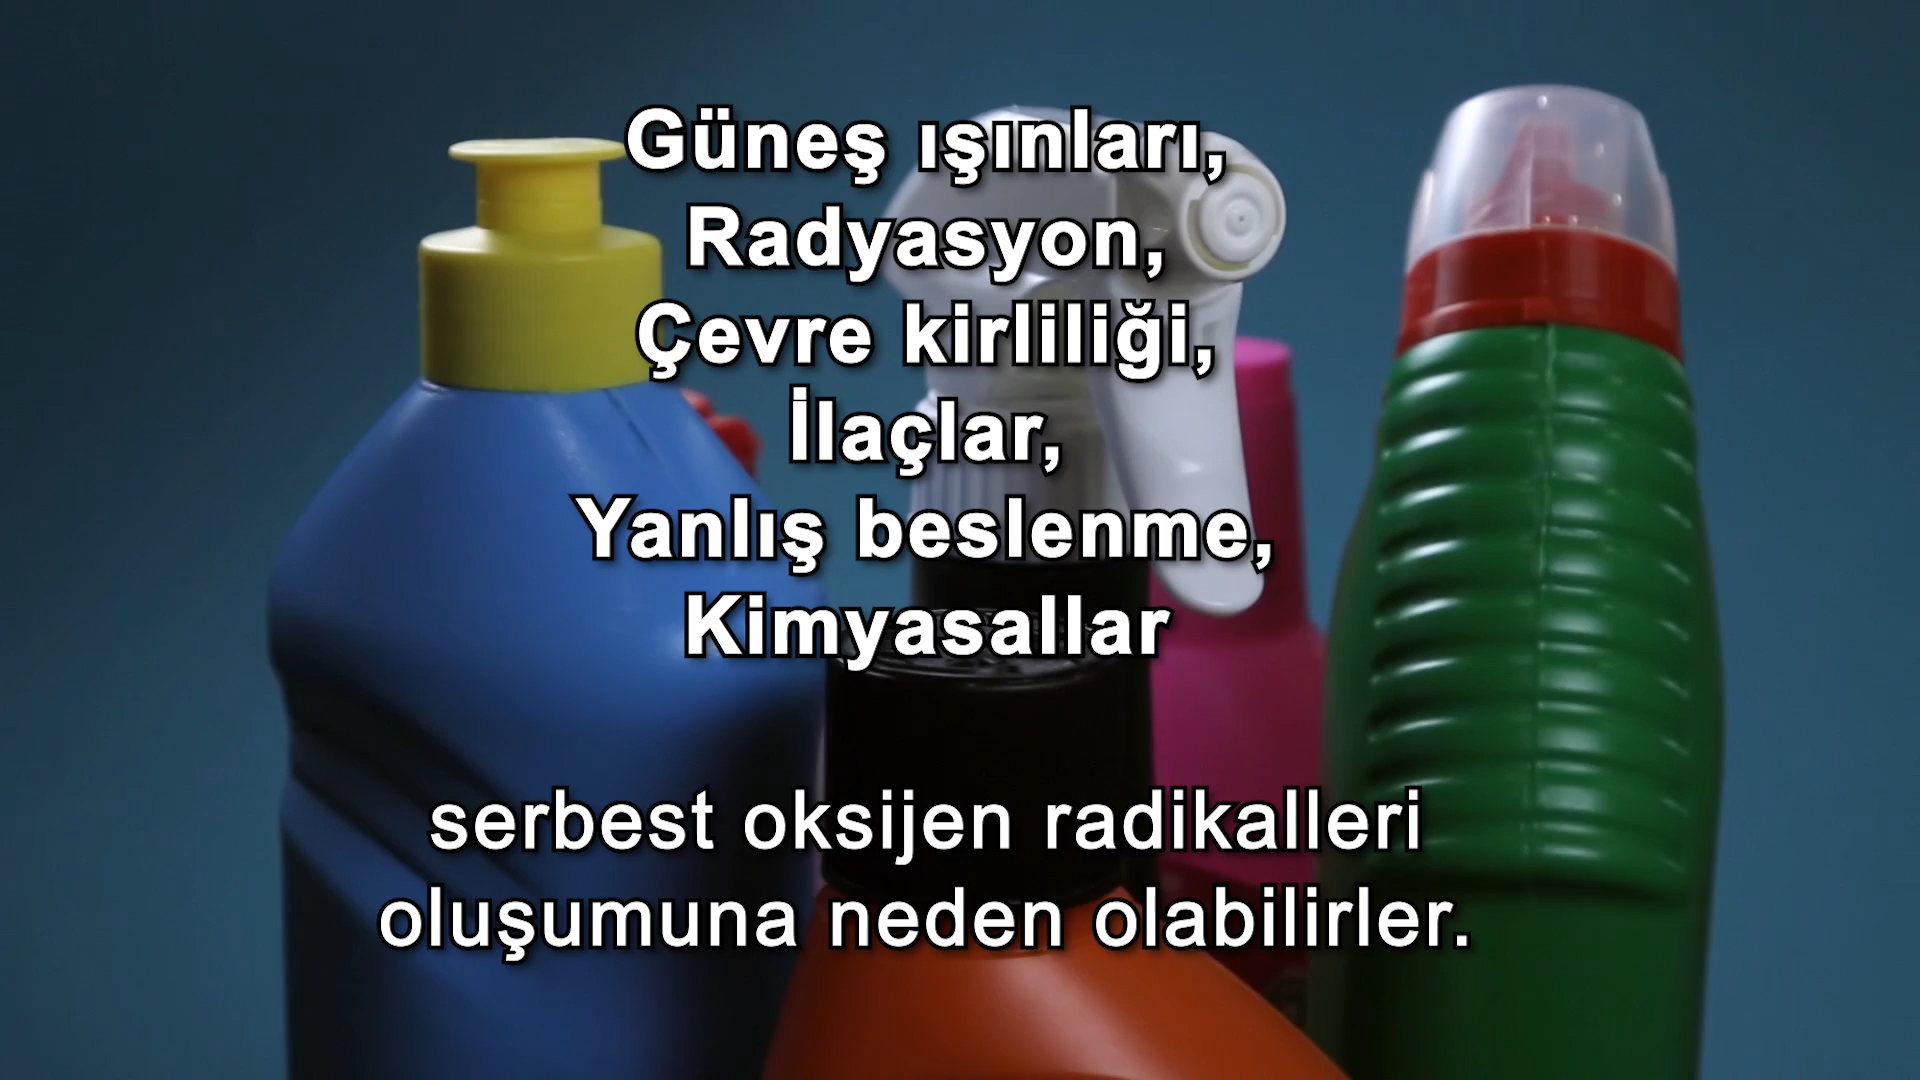 Güneş ışınları,
Radyasyon,
Çevre kirliliği,
İlaçlar,
Yanlış beslenme,
Kimyasallar
serbest oksijen radikalleri
oluşumuna neden olabilirler.